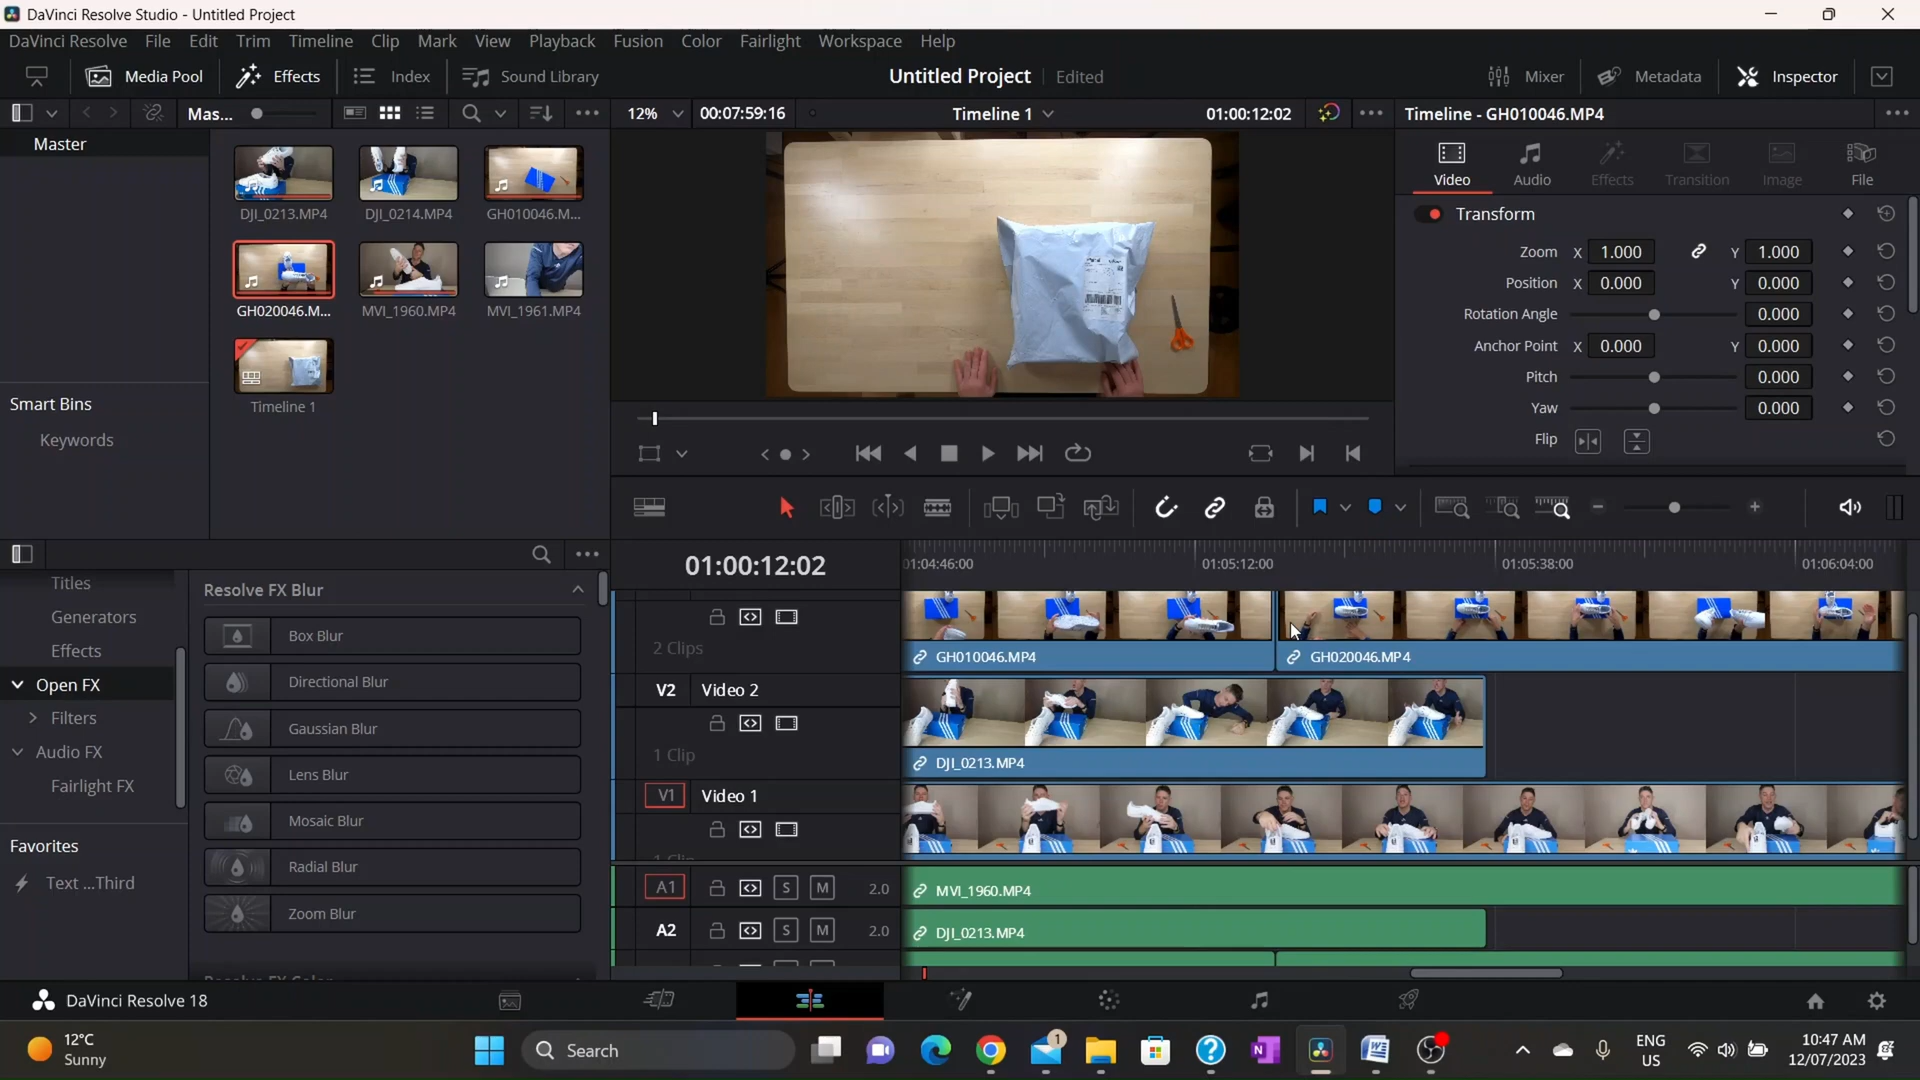 DaVinci Resolve Studio - Untitled Project
DaVinci Resolve File Edit Trim Timeline Clip Mark View Playback Fusion Color Fairlight Workspace Help
Media Pool Effects Index Sound Library Untitled Project Edited Mixer Metadata Inspector
Mas... 12% 00:07:59:16 Timeline 1 01:00:12:02 Timeline - GH010046.MP4
Master
DJI_0213.MP4 DJI_0214.MP4 GH010046.M...
GH020046.M... MVI_1960.MP4 MVI_1961.MP4
Timeline 1
Smart Bins
Keywords
Video Audio Effects Transition Image File
Transform
Zoom X 1.000 Y 1.000
Position X 0.000 Y 0.000
Rotation Angle 0.000
Anchor Point X 0.000 Y 0.000
Pitch 0.000
Yaw 0.000
Flip
Titles
Generators
Effects
Open FX
Filters
Audio FX
Fairlight FX
Favorites
Text ...Third
Resolve FX Blur
Box Blur
Directional Blur
Gaussian Blur
Lens Blur
Mosaic Blur
Radial Blur
Zoom Blur
01:00:12:02 01:04:46:00 01:05:12:00 01:05:38:00 01:06:04:00
2 Clips GH010046.MP4 GH020046.MP4
V2 Video 2
1 Clip DJI_0213.MP4
V1 Video 1
A1 S M 2.0 MVI_1960.MP4
A2 S M 2.0 DJI_0213.MP4
DaVinci Resolve 18
12°C
Sunny
Search
1
ENG
US
10:47 AM
12/07/2023